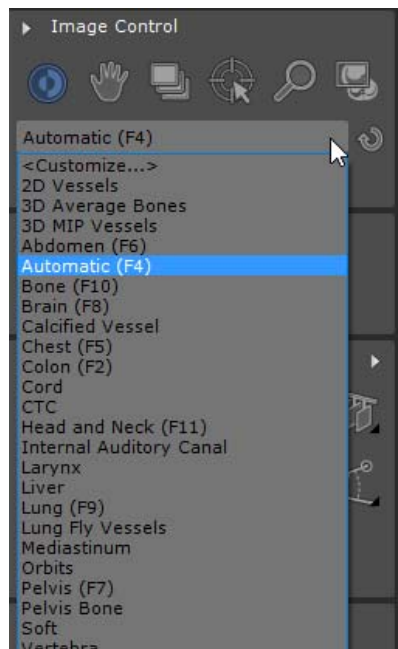 Image Control
Automatic (F4)
<Customize...>
2D Vessels
3D Average Bones
3D MIP Vessels
Abdomen (F6)
Automatic (F4)
Bone (F10)
Brain (F8)
Calcified Vessel
Chest (F5)
Colon (F2)
Cord
CTC
Head and Neck (F11)
Internal Auditory Canal
Larynx
Liver
Lung (F9)
Lung Fly Vessels
Mediastinum
Orbits
Pelvis (F7)
Pelvis Bone
Soft
Vertebra